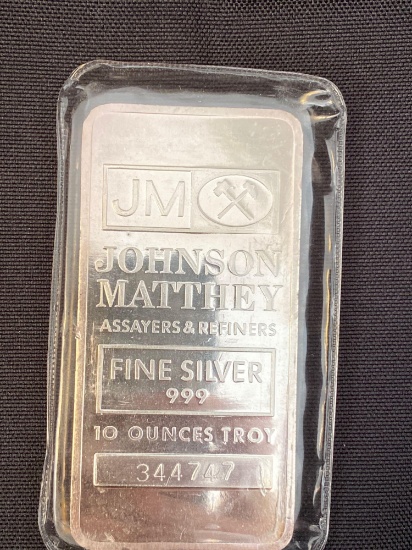 JM
JOHNSON
MATTHEY
ASSAYERS & REFINERS
FINE SILVER
999
10 OUNCES TROY
344747